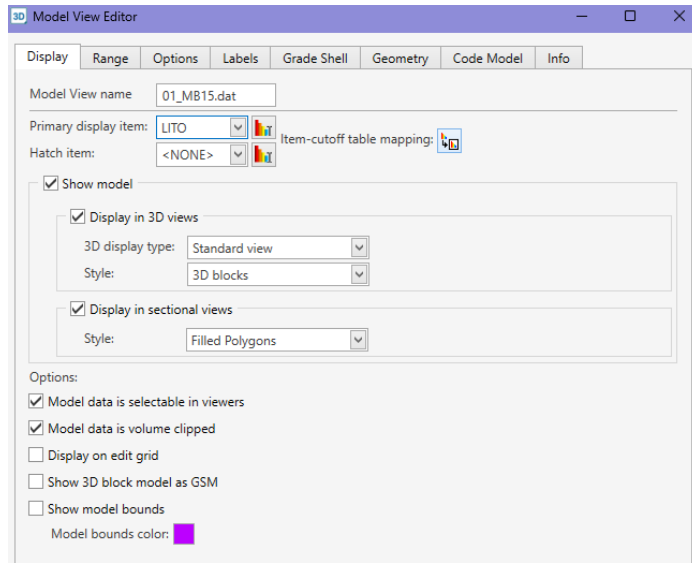 3D Model View Editor
Display Range Options Labels Grade Shell Geometry Code Model Info
Model View name 01_MB15.dat
Primary display item: LITO
Item-cutoff table mapping:
Hatch item: <NONE>
Show model
Display in 3D views
3D display type: Standard view
Style: 3D blocks
Display in sectional views
Style: Filled Polygons
Options:
Model data is selectable in viewers
Model data is volume clipped
Display on edit grid
Show 3D block model as GSM
Show model bounds
Model bounds color: